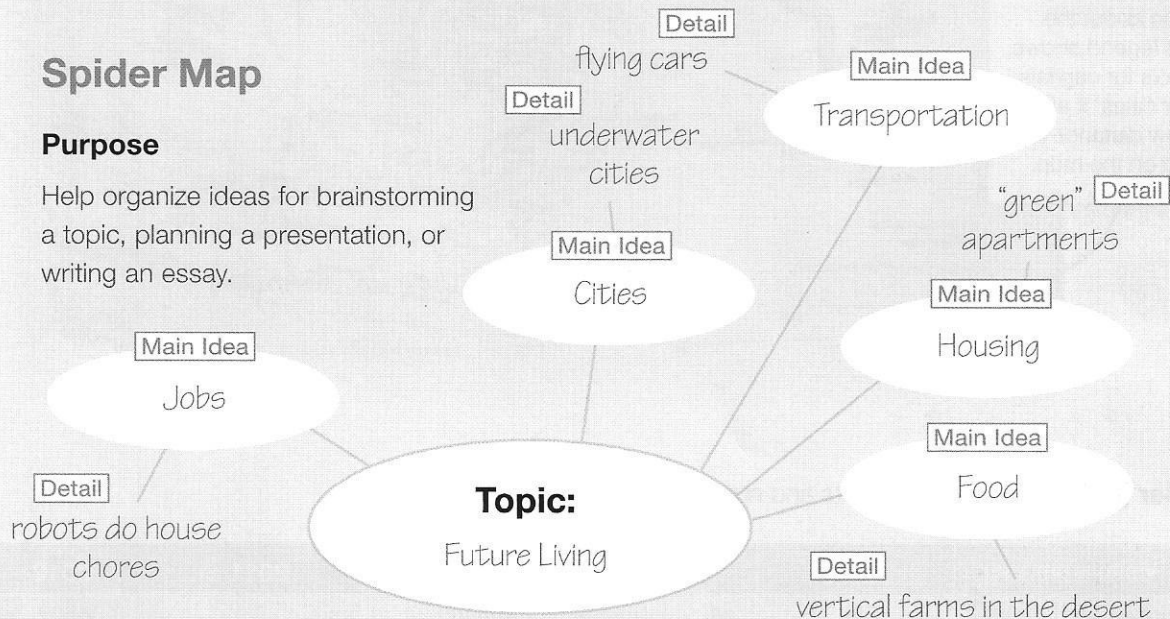 Spider Map
Purpose
Help organize ideas for brainstorming
a topic, planning a presentation, or
writing an essay.
Detail
flying cars
Main Idea
Transportation
Detail
underwater
cities
Main Idea
Cities
"green" Detail
apartments
Main Idea
Housing
Main Idea
Jobs
Detail
robots do house
chores
Topic:
Future Living
Main Idea
Food
Detail
vertical farms in the desert